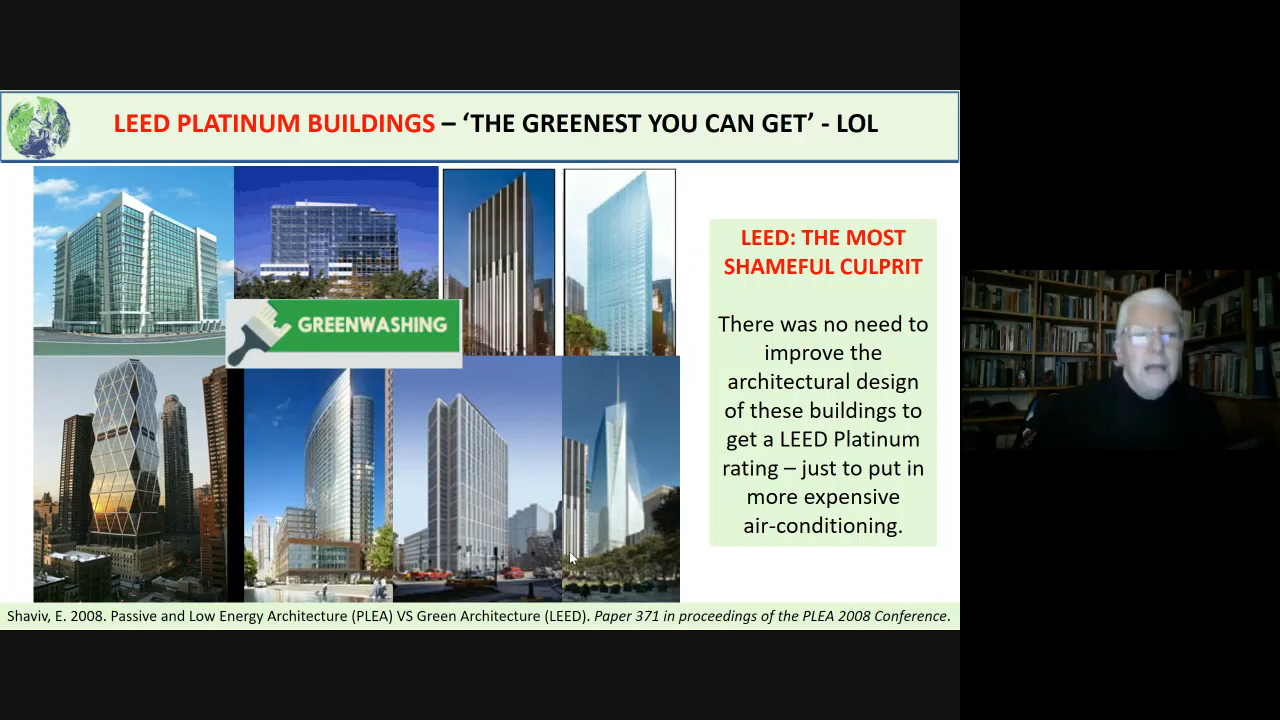 LEED PLATINUM BUILDINGS – ‘THE GREENEST YOU CAN GET’ - LOL
GREENWASHING
LEED: THE MOST
SHAMEFUL CULPRIT
There was no need to
improve the
architectural design
of these buildings to
get a LEED Platinum
rating – just to put in
more expensive
air-conditioning.
Shaviv, E. 2008. Passive and Low Energy Architecture (PLEA) VS Green Architecture (LEED). Paper 371 in proceedings of the PLEA 2008 Conference.